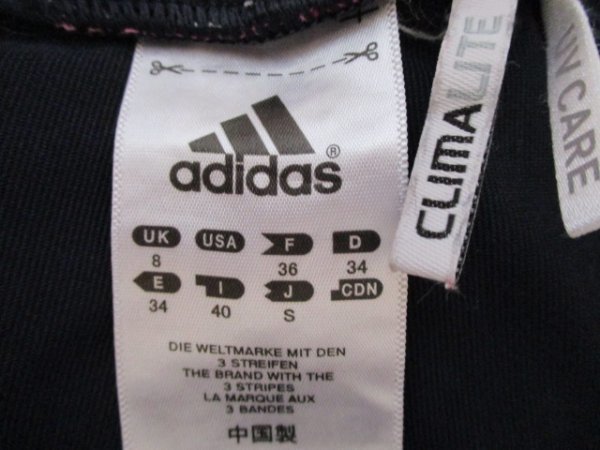 adidas®
UK USA F D
8 36 34
E I J CDN
34 40 S
DIE WELTMARKE MIT DEN
3 STREIFEN
THE BRAND WITH THE
3 STRIPES
LA MARQUE AUX
3 BANDES
中国製
CLIMALITE
UV CARE